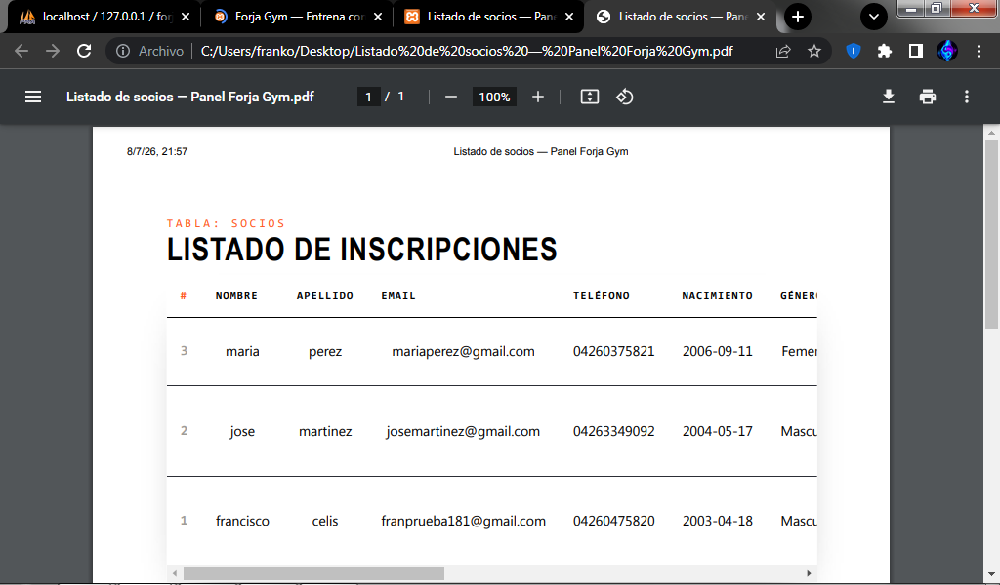 localhost / 127.0.0.1 / forj
Forja Gym — Entrena con
Listado de socios — Pane
Listado de socios — Pane
Archivo
C:/Users/franko/Desktop/Listado%20de%20socios%20—%20Panel%20Forja%20Gym.pdf
Listado de socios — Panel Forja Gym.pdf
1 / 1
100%
8/7/26, 21:57
Listado de socios — Panel Forja Gym
TABLA: SOCIOS
LISTADO DE INSCRIPCIONES
# NOMBRE APELLIDO EMAIL TELÉFONO NACIMIENTO GÉNER
3 maria perez mariaperez@gmail.com 04260375821 2006-09-11 Femen
2 jose martinez josemartinez@gmail.com 04263349092 2004-05-17 Mascu
1 francisco celis franprueba181@gmail.com 04260475820 2003-04-18 Mascu